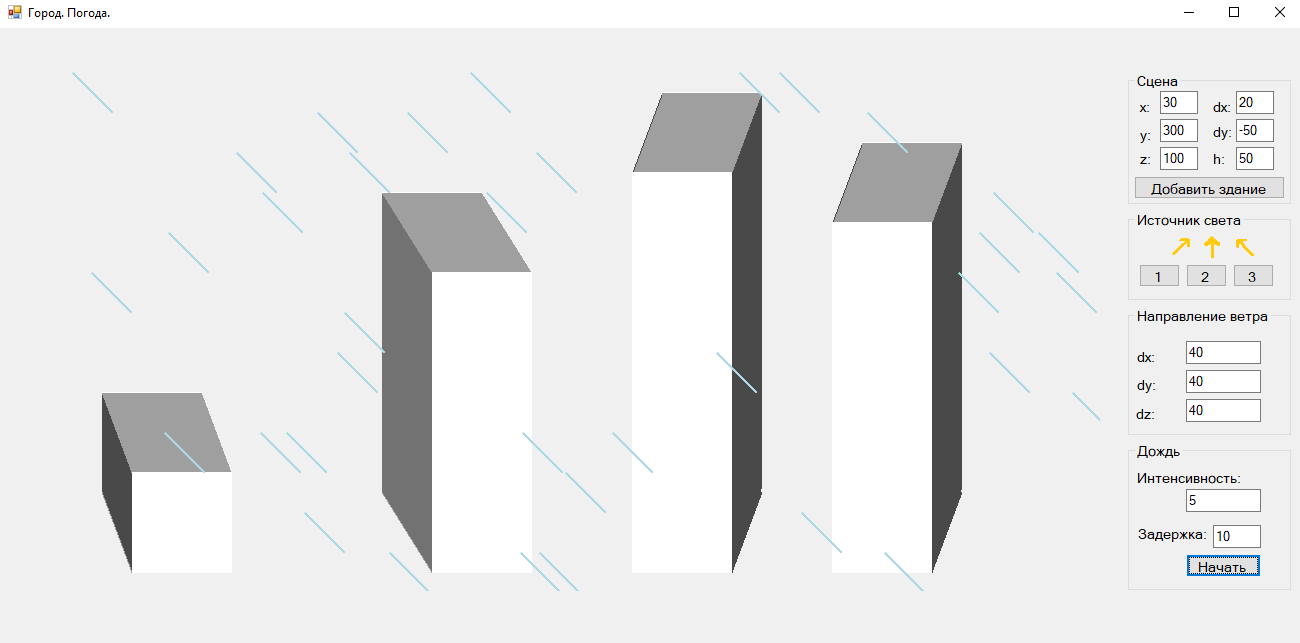 Город. Погода.
Сцена
x: 30 dx: 20
y: 300 dy: -50
z: 100 h: 50
Добавить здание
Источник света
1 2 3
Направление ветра
dx: 40
dy: 40
dz: 40
Дождь
Интенсивность:
5
Задержка: 10
Начать